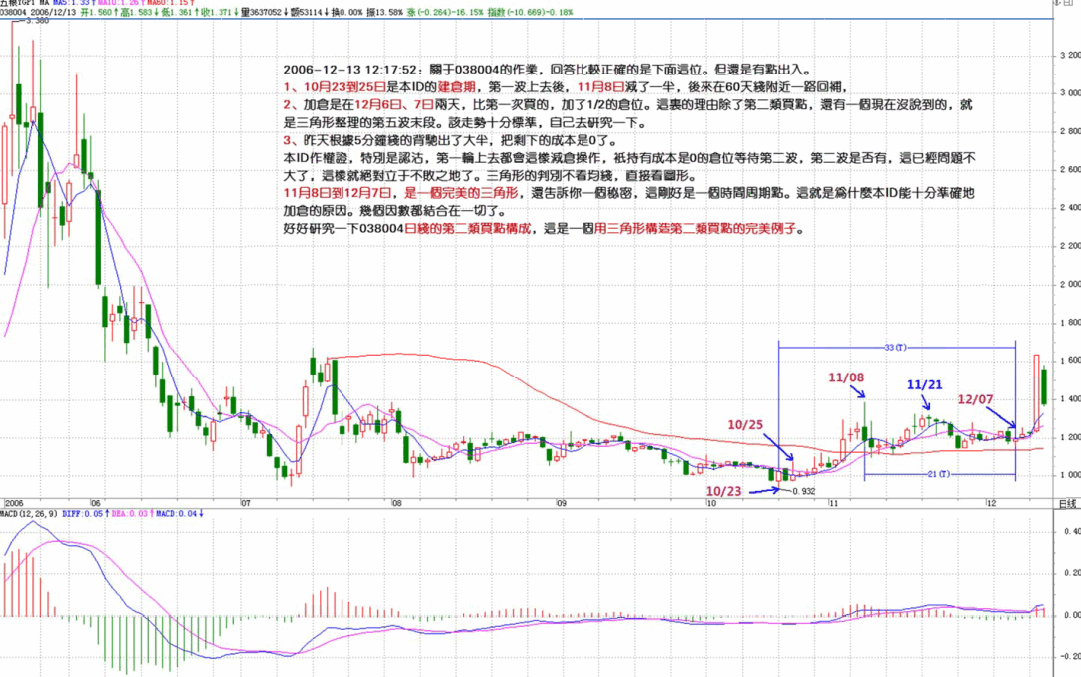 五粮YGP1 MA MA5:1.33↑MA10:1.26↑MA60:1.15↑
038004 2006/12/13 开1.560↑高1.583↓低1.361↑收1.371↓量3637052↓额53114↓换0.00% 振13.58% 涨(-0.264)-16.15% 指数(-10.669)-0.18%
3.380
2006-12-13 12:17:52：關于038004的作業，回答比較正確的是下面這位。但還是有點出入。
1、10月23到25日是本ID的建倉期，第一波上去後，11月8日減了一半，後來在60天綫附近一路回補，
2、加倉是在12月6日、7日兩天，比第一次買的，加了1/2的倉位。這裏的理由除了第二類買點，還有一個現在沒說到的，就
是三角形整理的第五波末段。該走勢十分標準，自己去研究一下。
3、昨天根據5分鐘綫的背馳出了大半，把剩下的成本是0了。
本ID作權證，特別是認沽，第一輪上去都會這樣減倉操作，衹持有成本是0的倉位等待第二波，第二波是否有，這已經問題不
大了，這樣就絕對立于不敗之地了。三角形的判別不看均綫，直接看圖形。
11月8日到12月7日，是一個完美的三角形，還告訴你一個秘密，這剛好是一個時間周期點。這就是爲什麼本ID能十分準確地
加倉的原因。幾個因數都結合在一切了。
好好研究一下038004日綫的第二類買點構成，這是一個用三角形構造第二類買點的完美例子。
3 200
3 000
2 800
2 600
2 400
2 200
2 000
1 800
1 600
1 400
1 200
1 000
33(T)
11/08
11/21
12/07
10/25
21(T)
10/23
0.932
2006
06
07
08
09
10
11
12
日线
MACD(12,26,9) DIFF:0.05↑DEA:0.03↑MACD:0.04↓
0.40
0.20
0.00
-0.20